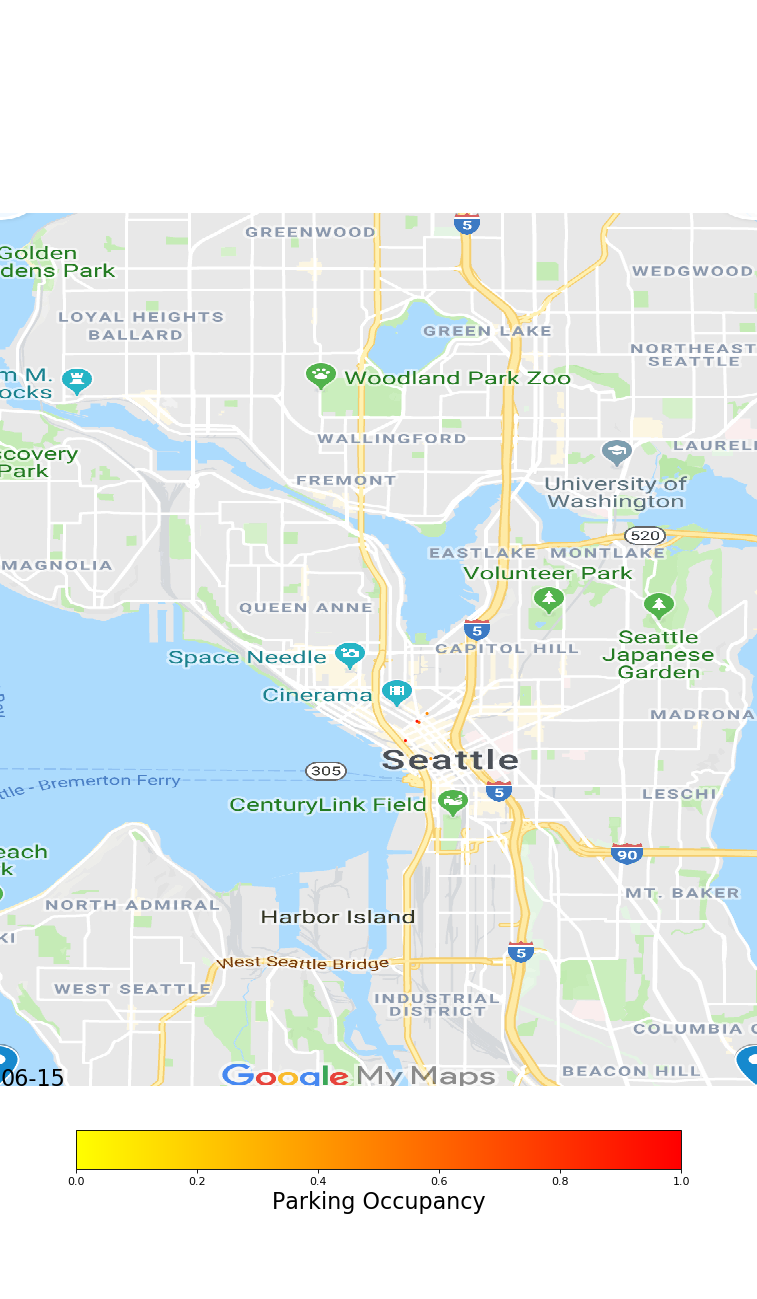 GREENWOOD
5
Golden
dens Park
WEDGWOOD
LOYAL HEIGHTS
BALLARD
GREEN LAKE
NORTHEAST
SEATTLE
m M.
ocks
Woodland Park Zoo
WALLINGFORD
LAUREL
scovery
Park
FREMONT
University of
Washington
520
EASTLAKE
MONTLAKE
MAGNOLIA
Volunteer Park
QUEEN ANNE
5
Seattle
Japanese
Garden
CAPITOL HILL
Space Needle
Cinerama
MADRONA
Seattle
305
ttle - Bremerton Ferry
5
LESCHI
CenturyLink Field
each
k
90
MT. BAKER
NORTH ADMIRAL
Harbor Island
KI
5
West Seattle Bridge
WEST SEATTLE
INDUSTRIAL
DISTRICT
COLUMBIA C
BEACON HILL
06-15
Google My Maps
0.0 0.2 0.4 0.6 0.8 1.0
Parking Occupancy